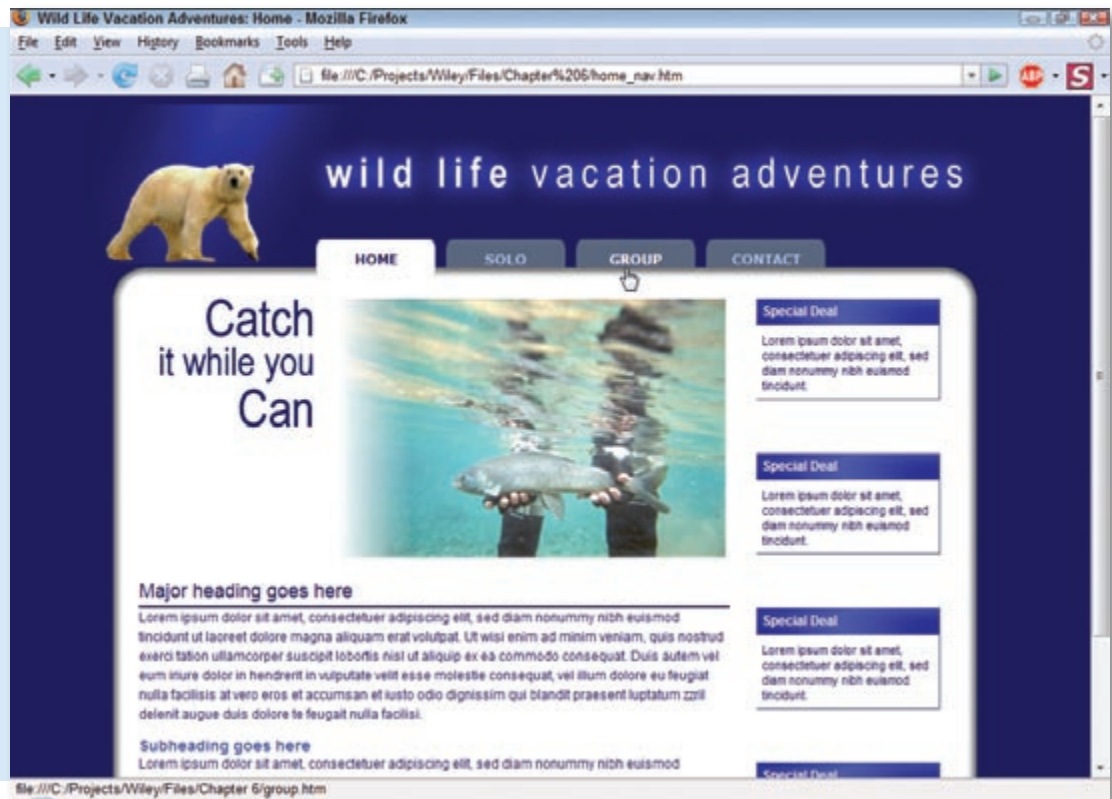 Wild Life Vacation Adventures: Home - Mozilla Firefox
File Edit View History Bookmarks Tools Help
file:///C:/Projects/Wiley/Files/Chapter%206/home_nav.htm
ABP
S
wild life vacation adventures
HOME SOLO GROUP CONTACT
Catch
it while you
Can
Special Deal
Lorem ipsum dolor sit amet,
consectetuer adipiscing elit, sed
diam nonummy nibh euismod
tincidunt.
Special Deal
Lorem ipsum dolor sit amet,
consectetuer adipiscing elit, sed
diam nonummy nibh euismod
tincidunt.
Major heading goes here
Lorem ipsum dolor sit amet, consectetuer adipiscing elit, sed diam nonummy nibh euismod
tincidunt ut laoreet dolore magna aliquam erat volutpat. Ut wisi enim ad minim veniam, quis nostrud
exerci tation ullamcorper suscipit lobortis nisl ut aliquip ex ea commodo consequat. Duis autem vel
eum iriure dolor in hendrerit in vulputate velit esse molestie consequat, vel illum dolore eu feugiat
nulla facilisis at vero eros et accumsan et iusto odio dignissim qui blandit praesent luptatum zzril
delenit augue duis dolore te feugait nulla facilisi.
Special Deal
Lorem ipsum dolor sit amet,
consectetuer adipiscing elit, sed
diam nonummy nibh euismod
tincidunt.
Subheading goes here
Lorem ipsum dolor sit amet, consectetuer adipiscing elit, sed diam nonummy nibh euismod
Special Deal
file:///C:/Projects/Wiley/Files/Chapter 6/group.htm